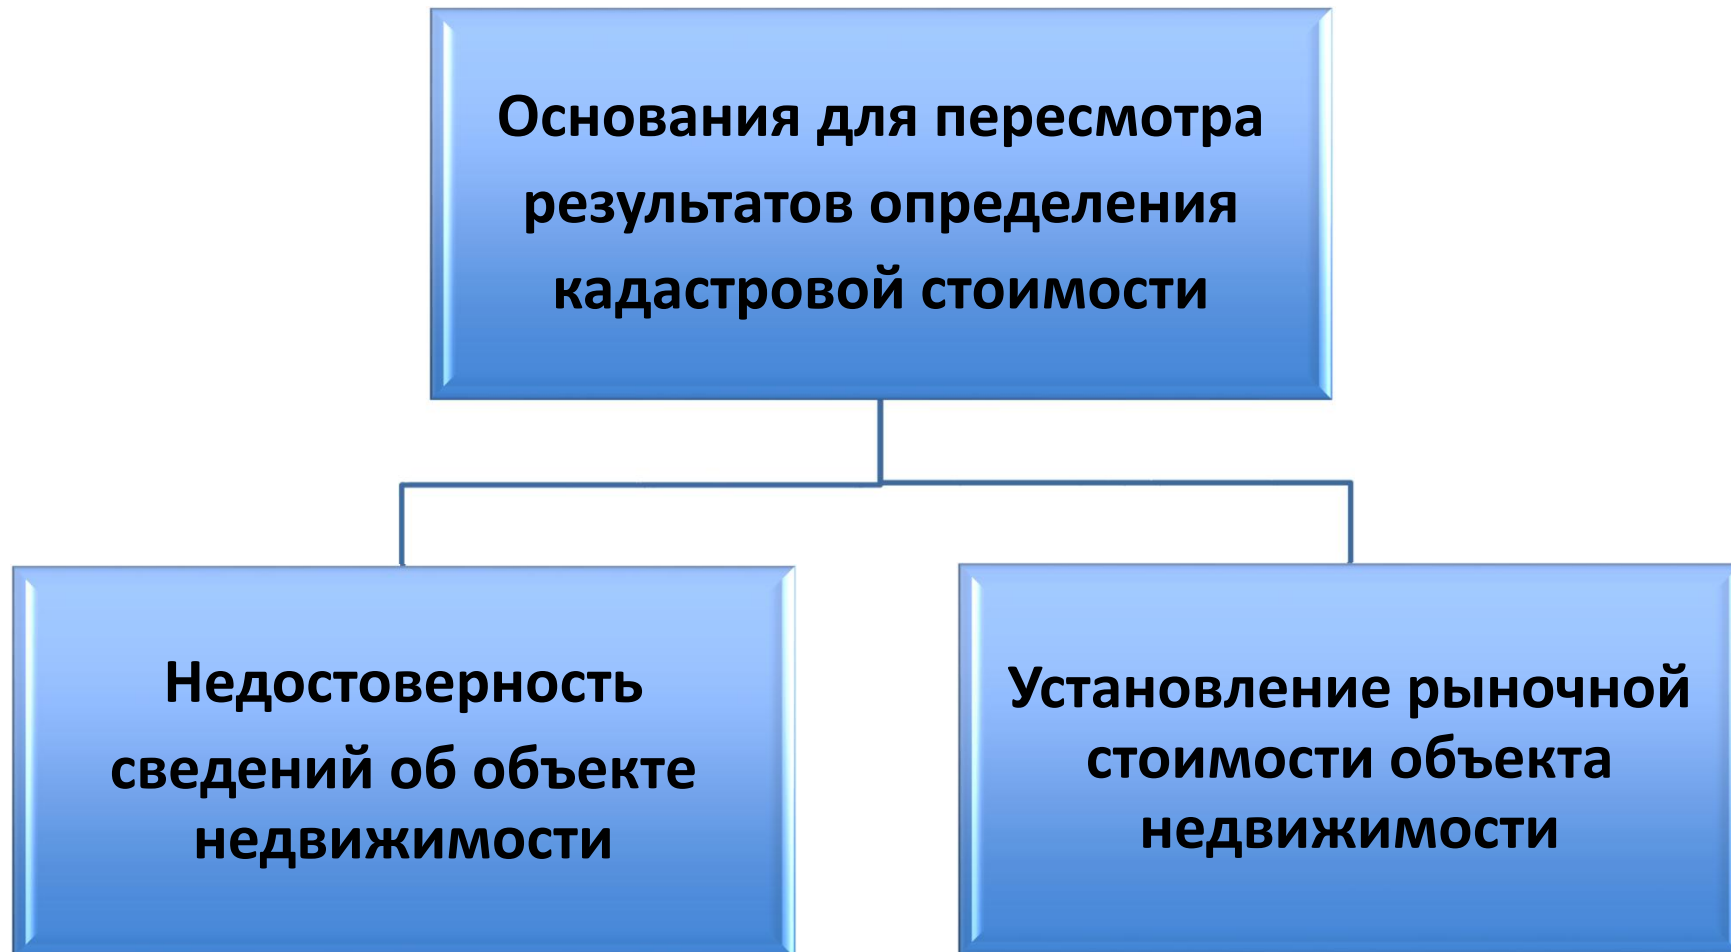 Основания для пересмотра
результатов определения
кадастровой стоимости
Недостоверность
сведений об объекте
недвижимости
Установление рыночной
стоимости объекта
недвижимости